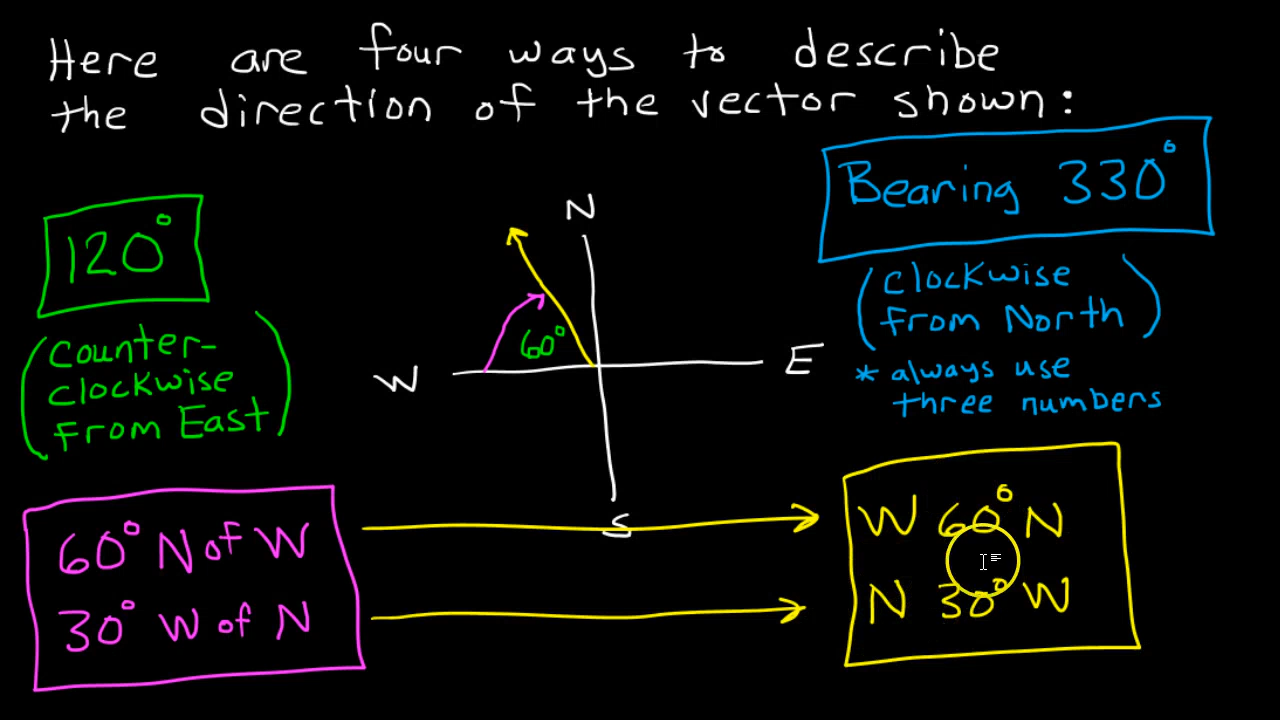 Here are four ways to describe
the direction of the vector shown:
120°
(counter-
clockwise
from East)
N
W
E
S
60°
Bearing 330°
(clockwise
from North)
* always use
three numbers
60° N of W
30° W of N
W 60° N
N 30° W